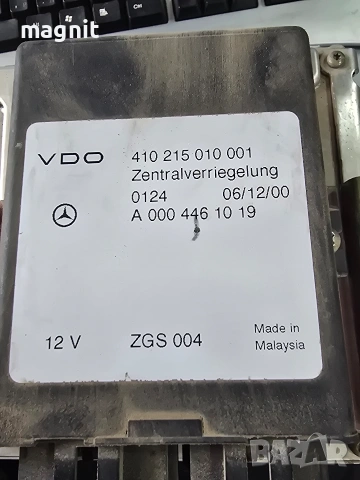 magnit
VDO 410 215 010 001
Zentralverriegelung
0124 06/12/00
A 000 446 10 19
12 V ZGS 004 Made in
Malaysia
BAZAR